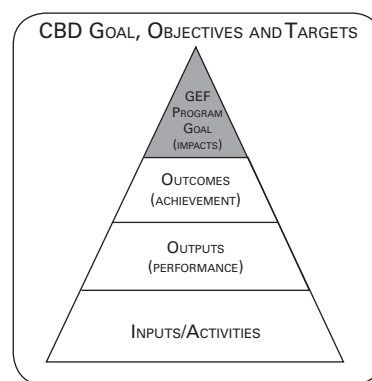 CBD GOAL, OBJECTIVES AND TARGETS
GEF
PROGRAM
GOAL
(IMPACTS)
OUTCOMES
(ACHIEVEMENT)
OUTPUTS
(PERFORMANCE)
INPUTS/ACTIVITIES